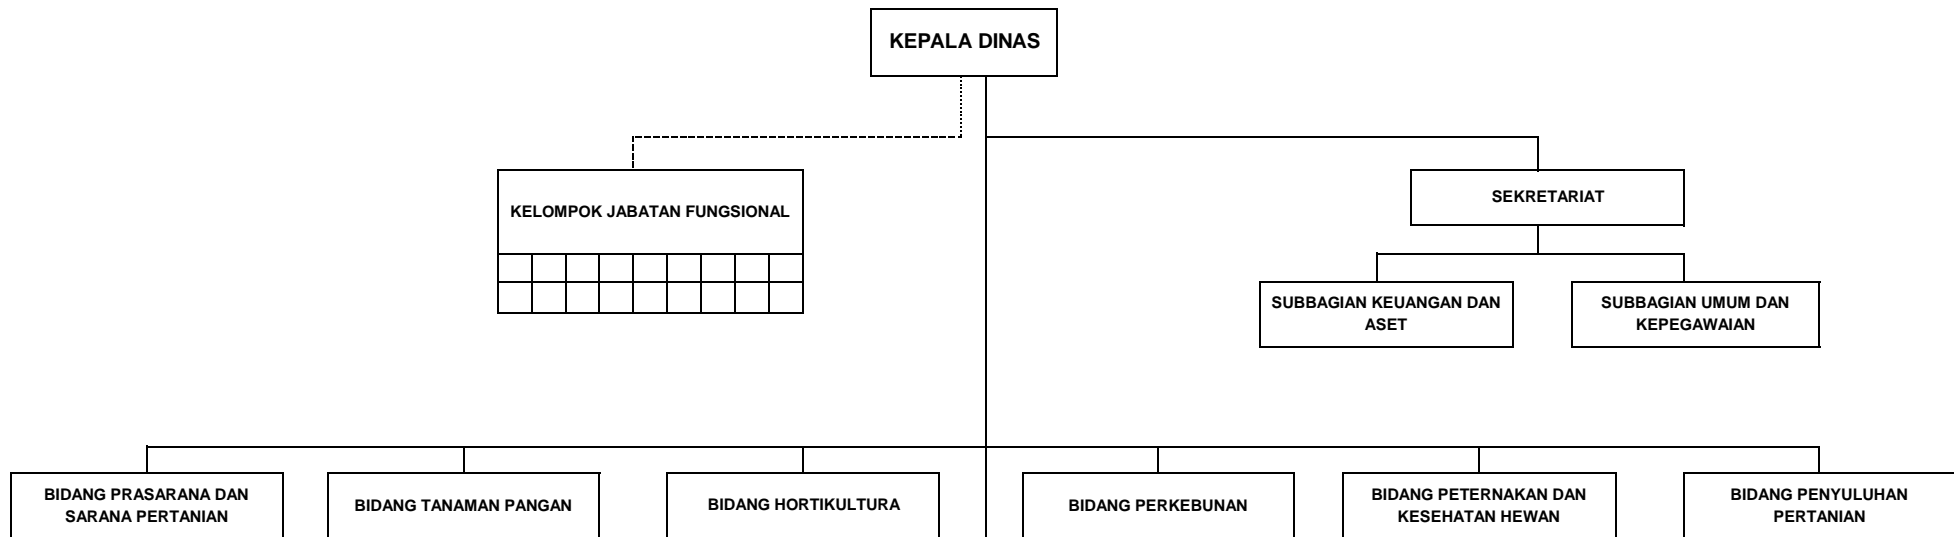 KEPALA DINAS
KELOMPOK JABATAN FUNGSIONAL
SEKRETARIAT
SUBBAGIAN KEUANGAN DAN
ASET
SUBBAGIAN UMUM DAN
KEPEGAWAIAN
BIDANG PRASARANA DAN
SARANA PERTANIAN
BIDANG TANAMAN PANGAN
BIDANG HORTIKULTURA
BIDANG PERKEBUNAN
BIDANG PETERNAKAN DAN
KESEHATAN HEWAN
BIDANG PENYULUHAN
PERTANIAN